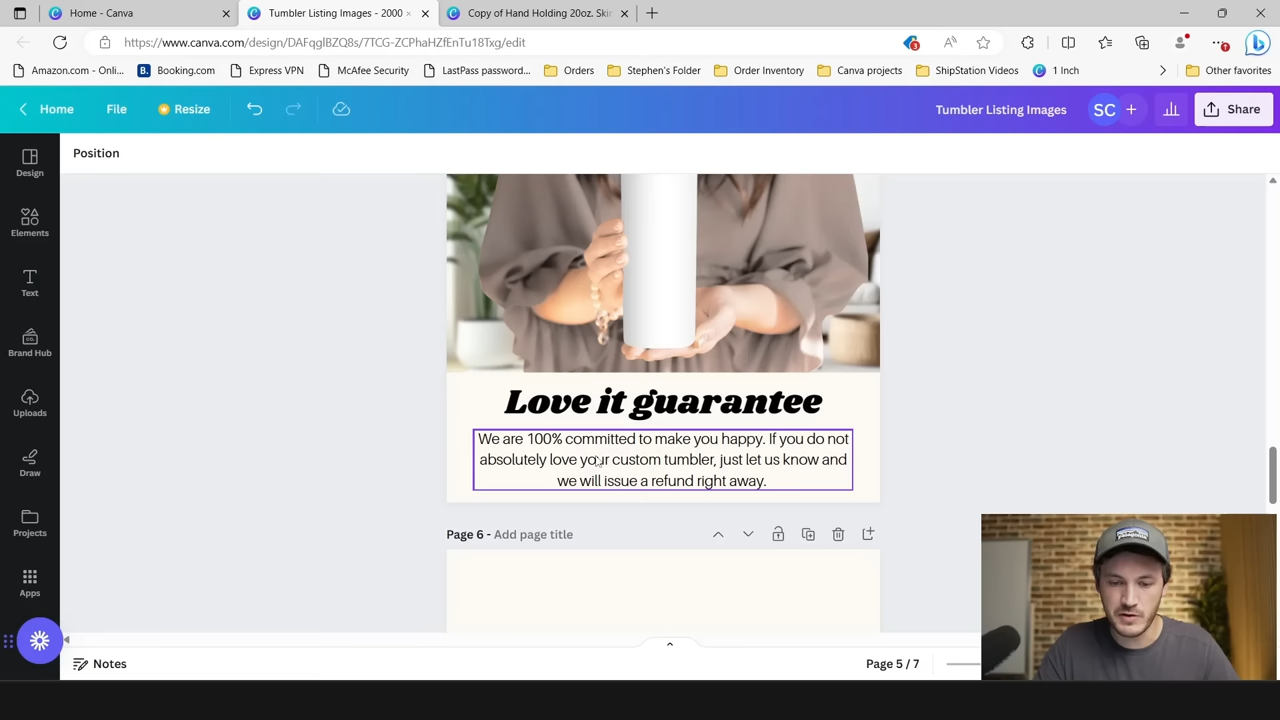 Home - Canva
Tumbler Listing Images - 2000
Copy of Hand Holding 20oz. Skin
https://www.canva.com/design/DAFqglBZQ8s/7TCG-ZCPhaHZfEnTu18Txg/edit
Amazon.com - Onli...
Booking.com
Express VPN
McAfee Security
LastPass password...
Orders
Stephen's Folder
Order Inventory
Canva projects
ShipStation Videos
1 Inch
Other favorites
Home
File
Resize
Tumbler Listing Images
SC
Share
Position
Design
Elements
Text
Brand Hub
Uploads
Draw
Projects
Apps
Love it guarantee
We are 100% committed to make you happy. If you do not
absolutely love your custom tumbler, just let us know and
we will issue a refund right away.
Page 6 - Add page title
Notes
Page 5 / 7